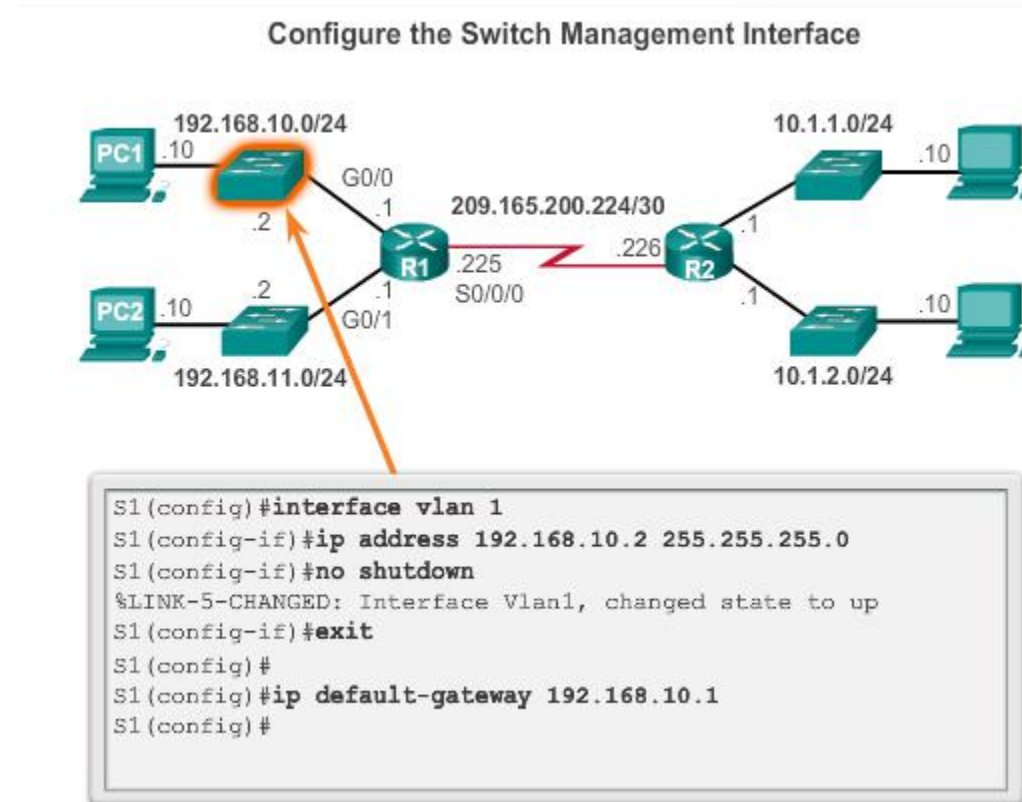 Configure the Switch Management Interface
192.168.10.0/24
10.1.1.0/24
PC1
.10
.10
G0/0
.2
.1
209.165.200.224/30
.1
R1
.225
.226
R2
S0/0/0
PC2
.10
.2
.1
G0/1
.1
.10
192.168.11.0/24
10.1.2.0/24
S1(config)#interface vlan 1
S1(config-if)#ip address 192.168.10.2 255.255.255.0
S1(config-if)#no shutdown
%LINK-5-CHANGED: Interface Vlan1, changed state to up
S1(config-if)#exit
S1(config)#
S1(config)#ip default-gateway 192.168.10.1
S1(config)#